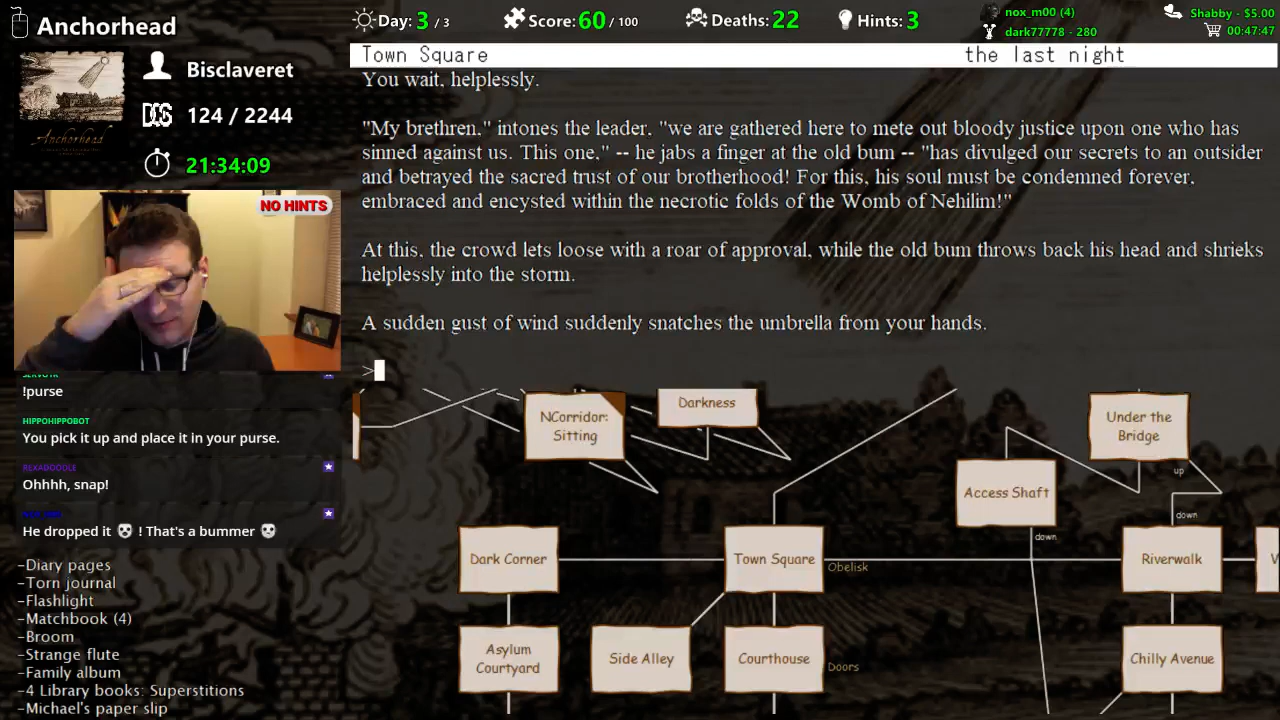 Anchorhead
Day: 3 / 3
Score: 60 / 100
Deaths: 22
Hints: 3
nox_m00 (4)
dark77778 - 280
Shabby - $5.00
00:47:47
Anchorhead
Bisclaveret
DCS 124 / 2244
21:34:09
NO HINTS
Town Square the last night
You wait, helplessly.
"My brethren," intones the leader, "we are gathered here to mete out bloody justice upon one who has
sinned against us. This one," -- he jabs a finger at the old bum -- "has divulged our secrets to an outsider
and betrayed the sacred trust of our brotherhood! For this, his soul must be condemned forever,
embraced and encysted within the necrotic folds of the Womb of Nehilim!"
At this, the crowd lets loose with a roar of approval, while the old bum throws back his head and shrieks
helplessly into the storm.
A sudden gust of wind suddenly snatches the umbrella from your hands.
>
!purse
HIPPOHIPPOBOT
You pick it up and place it in your purse.
REXADOODLE
Ohhhh, snap!
He dropped it ! That's a bummer
-Diary pages
-Torn journal
-Flashlight
-Matchbook (4)
-Broom
-Strange flute
-Family album
-4 Library books: Superstitions
-Michael's paper slip
NCorridor:
Sitting
Darkness
Under the
Bridge
up
Access Shaft
down
down
Dark Corner
Town Square
Obelisk
Riverwalk
Asylum
Courtyard
Side Alley
Courthouse
Doors
Chilly Avenue